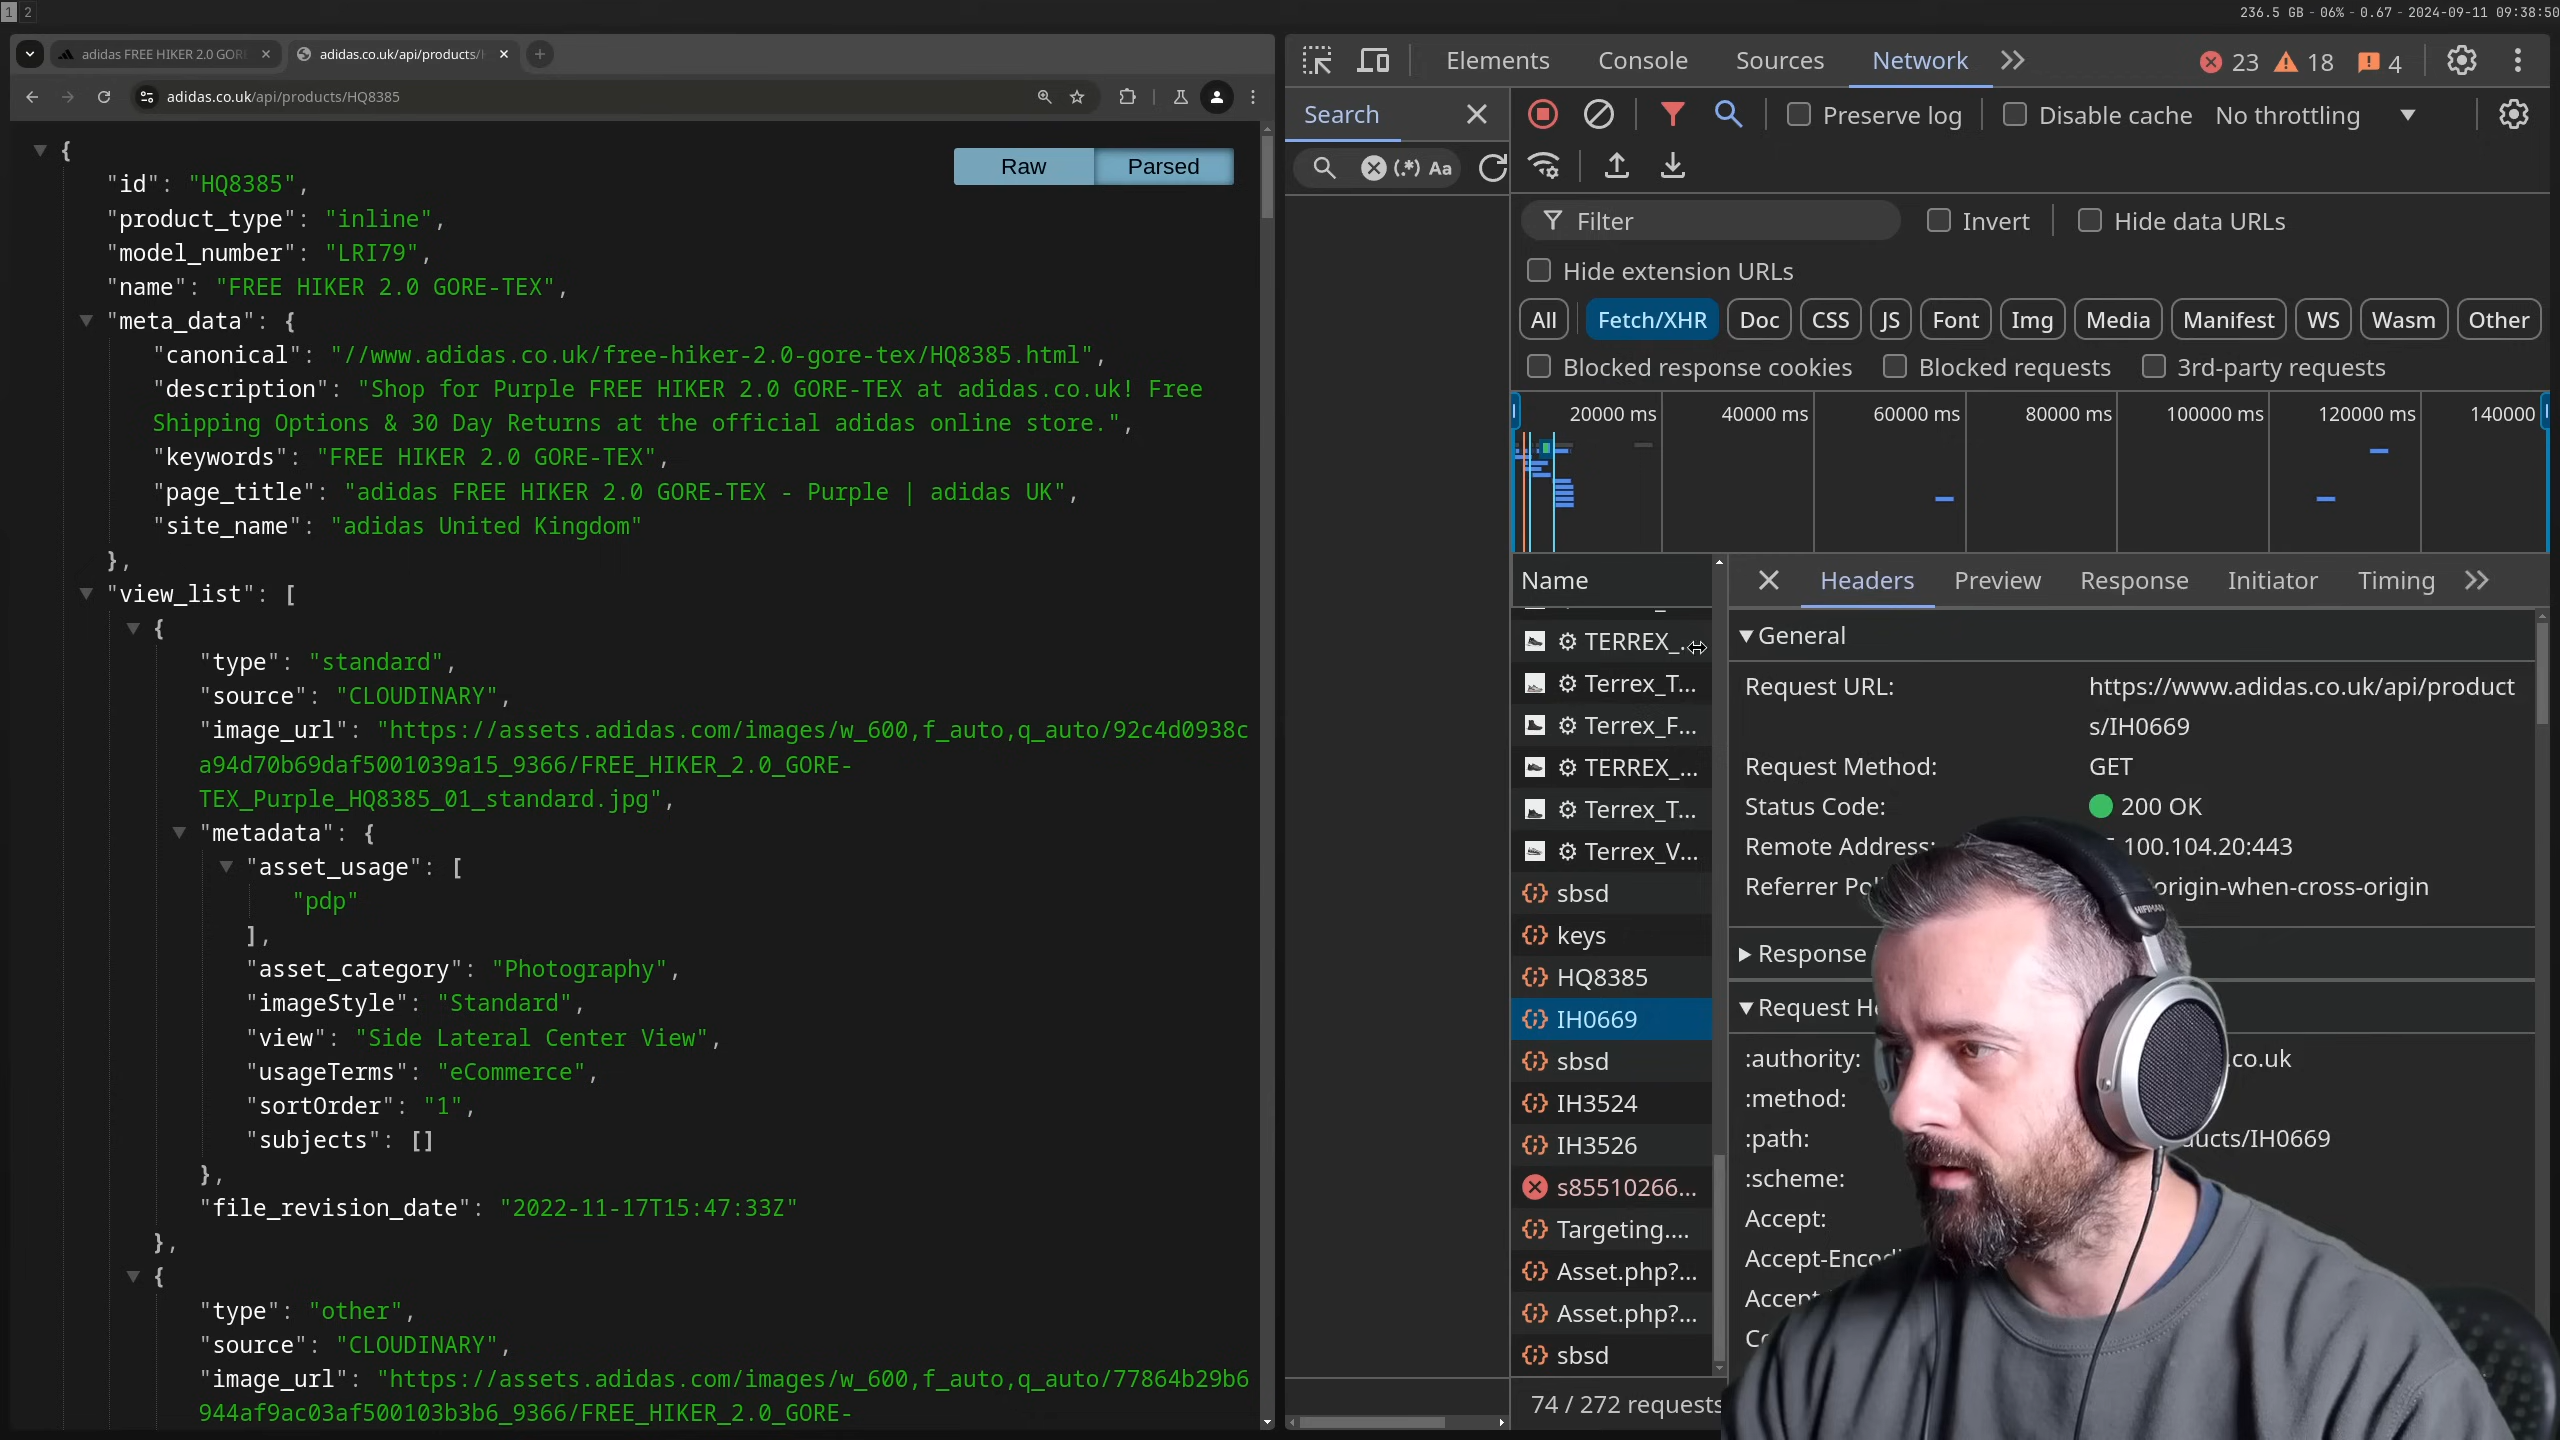 1 2
236.5 GB - 06% - 0.67 - 2024-09-11 09:38:50
adidas FREE HIKER 2.0 GOR
adidas.co.uk/api/products/
adidas.co.uk/api/products/HQ8385
Raw Parsed
{
"id": "HQ8385",
"product_type": "inline",
"model_number": "LRI79",
"name": "FREE HIKER 2.0 GORE-TEX",
"meta_data": {
"canonical": "//www.adidas.co.uk/free-hiker-2.0-gore-tex/HQ8385.html",
"description": "Shop for Purple FREE HIKER 2.0 GORE-TEX at adidas.co.uk! Free
Shipping Options & 30 Day Returns at the official adidas online store.",
"keywords": "FREE HIKER 2.0 GORE-TEX",
"page_title": "adidas FREE HIKER 2.0 GORE-TEX - Purple | adidas UK",
"site_name": "adidas United Kingdom"
},
"view_list": [
{
"type": "standard",
"source": "CLOUDINARY",
"image_url": "https://assets.adidas.com/images/w_600,f_auto,q_auto/92c4d0938c
a94d70b69daf5001039a15_9366/FREE_HIKER_2.0_GORE-
TEX_Purple_HQ8385_01_standard.jpg",
"metadata": {
"asset_usage": [
"pdp"
],
"asset_category": "Photography",
"imageStyle": "Standard",
"view": "Side Lateral Center View",
"usageTerms": "eCommerce",
"sortOrder": "1",
"subjects": []
},
"file_revision_date": "2022-11-17T15:47:33Z"
},
{
"type": "other",
"source": "CLOUDINARY",
"image_url": "https://assets.adidas.com/images/w_600,f_auto,q_auto/77864b29b6
944af9ac03af500103b3b6_9366/FREE_HIKER_2.0_GORE-
Elements Console Sources Network 23 18 4
Search
(.*) Aa
Preserve log Disable cache No throttling
Filter Invert Hide data URLs
Hide extension URLs
All Fetch/XHR Doc CSS JS Font Img Media Manifest WS Wasm Other
Blocked response cookies Blocked requests 3rd-party requests
20000 ms 40000 ms 60000 ms 80000 ms 100000 ms 120000 ms 140000
Name
TERREX_...
Terrex_T...
Terrex_F...
TERREX_...
Terrex_T...
Terrex_V...
sbsd
keys
HQ8385
IH0669
sbsd
IH3524
IH3526
s85510266...
Targeting....
Asset.php?...
Asset.php?...
sbsd
74 / 272 requests
Headers Preview Response Initiator Timing
General
Request URL: https://www.adidas.co.uk/api/product
s/IH0669
Request Method: GET
Status Code: 200 OK
Remote Address: .100.104.20:443
Referrer Pol origin-when-cross-origin
Response
Request He
:authority: .co.uk
:method:
:path: ducts/IH0669
:scheme:
Accept:
Accept-Encodi
Accept-
HIFIMAN